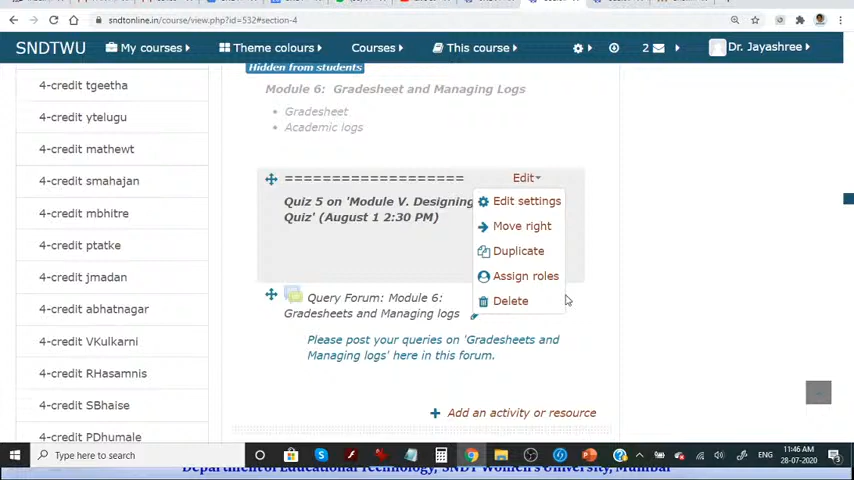 sndtonline.in/course/view.php?id=532#section-4
SNDTWU
My courses
Theme colours
Courses
This course
2
Dr. Jayashree
4-credit tgeetha
4-credit ytelugu
4-credit mathewt
4-credit smahajan
4-credit mbhitre
4-credit ptatke
4-credit jmadan
4-credit abhatnagar
4-credit VKulkarni
4-credit RHasamnis
4-credit SBhaise
4-credit PDhumale
Hidden from students
Module 6: Gradesheet and Managing Logs
Gradesheet
Academic logs
===================
Edit
Quiz 5 on 'Module V. Designing
Quiz' (August 1 2:30 PM)
Edit settings
Move right
Duplicate
Assign roles
Delete
Query Forum: Module 6:
Gradesheets and Managing logs
Please post your queries on 'Gradesheets and
Managing logs' here in this forum.
Add an activity or resource
Type here to search
ENG
11:46 AM
28-07-2020
3
Department of Educational Technology, SNDT Women's University, Mumbai